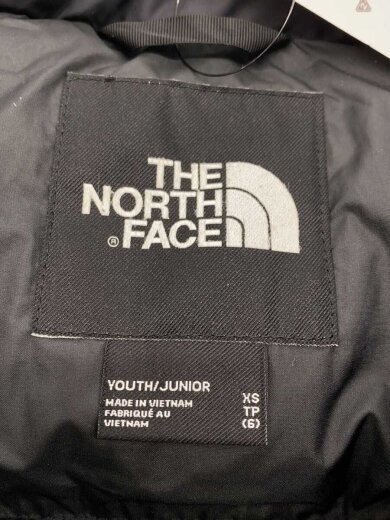 THE
NORTH
® FACE
YOUTH/JUNIOR XS
MADE IN VIETNAM TP
FABRIQUÉ AU (6)
VIETNAM